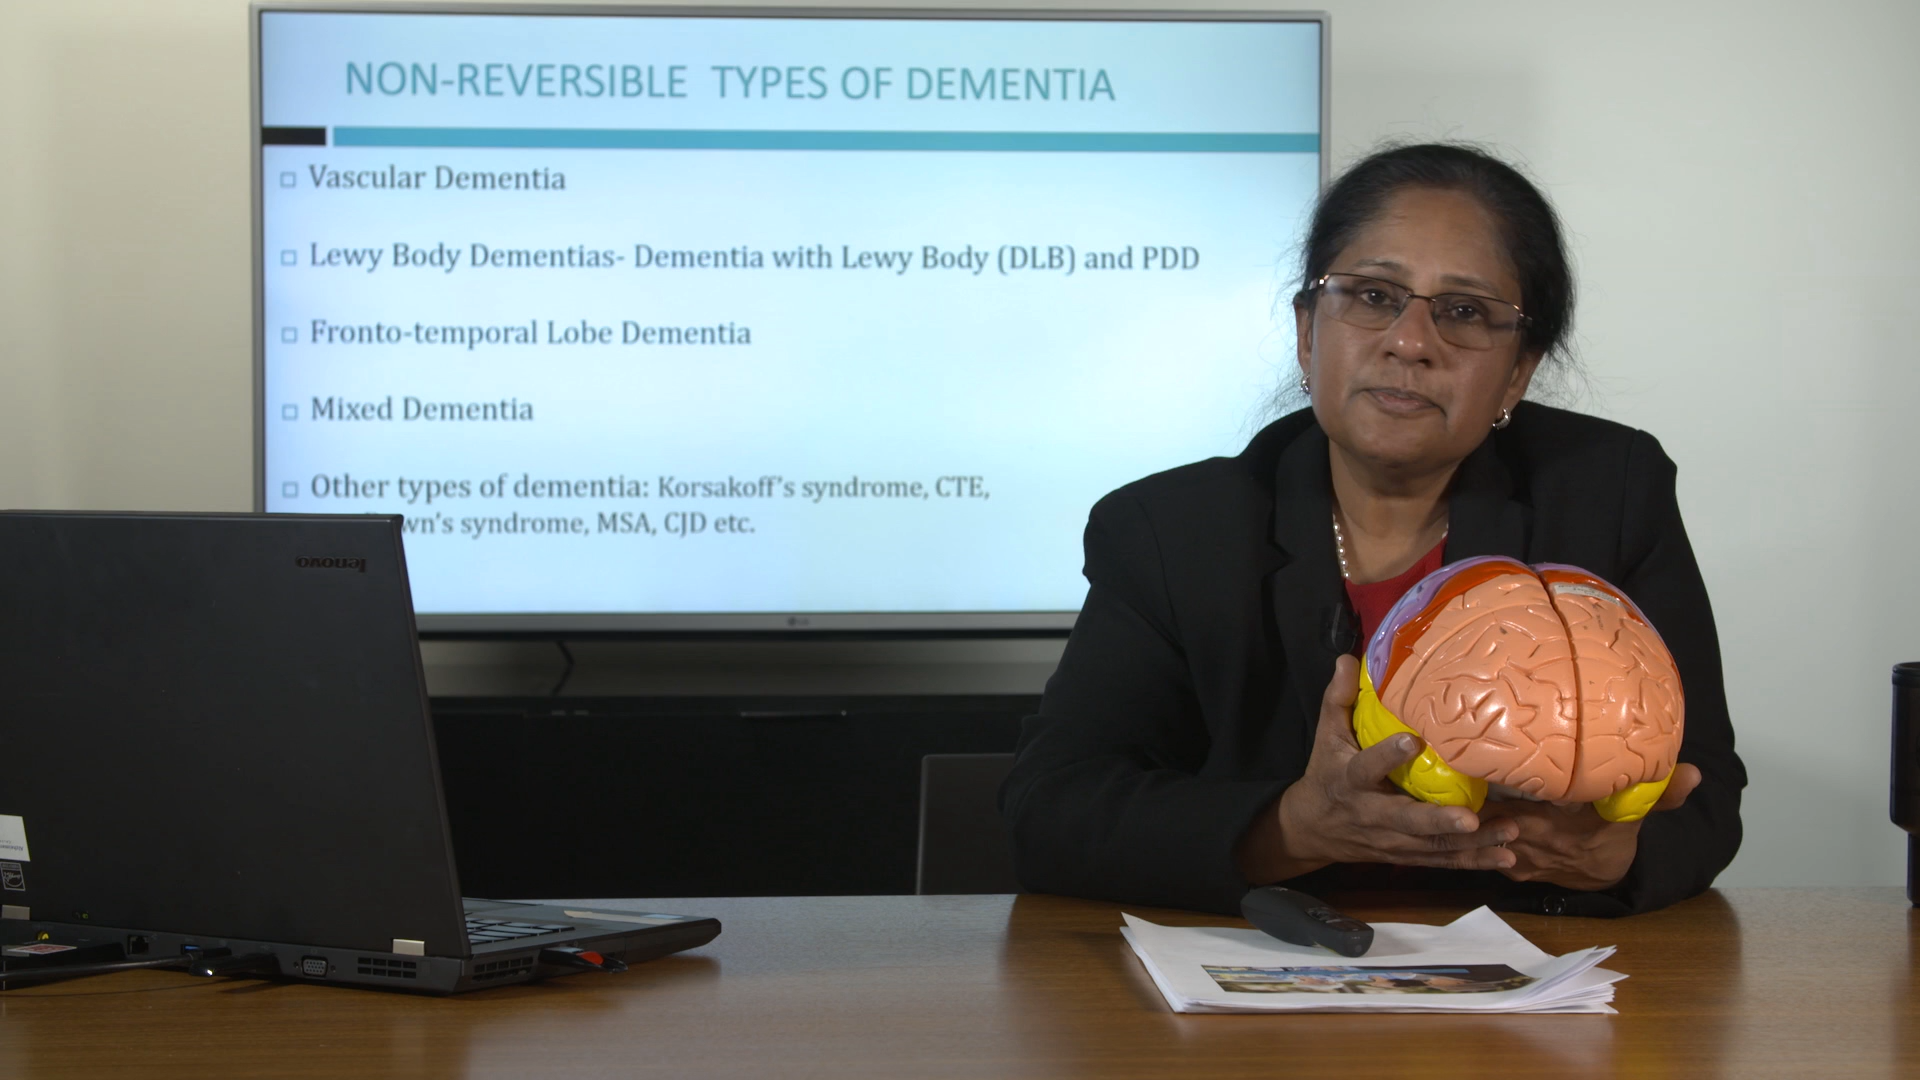 NON-REVERSIBLE TYPES OF DEMENTIA
Vascular Dementia
Lewy Body Dementias- Dementia with Lewy Body (DLB) and PDD
Fronto-temporal Lobe Dementia
Mixed Dementia
Other types of dementia: Korsakoff's syndrome, CTE,
syndrome, MSA, CJD etc.
LG
lenovo